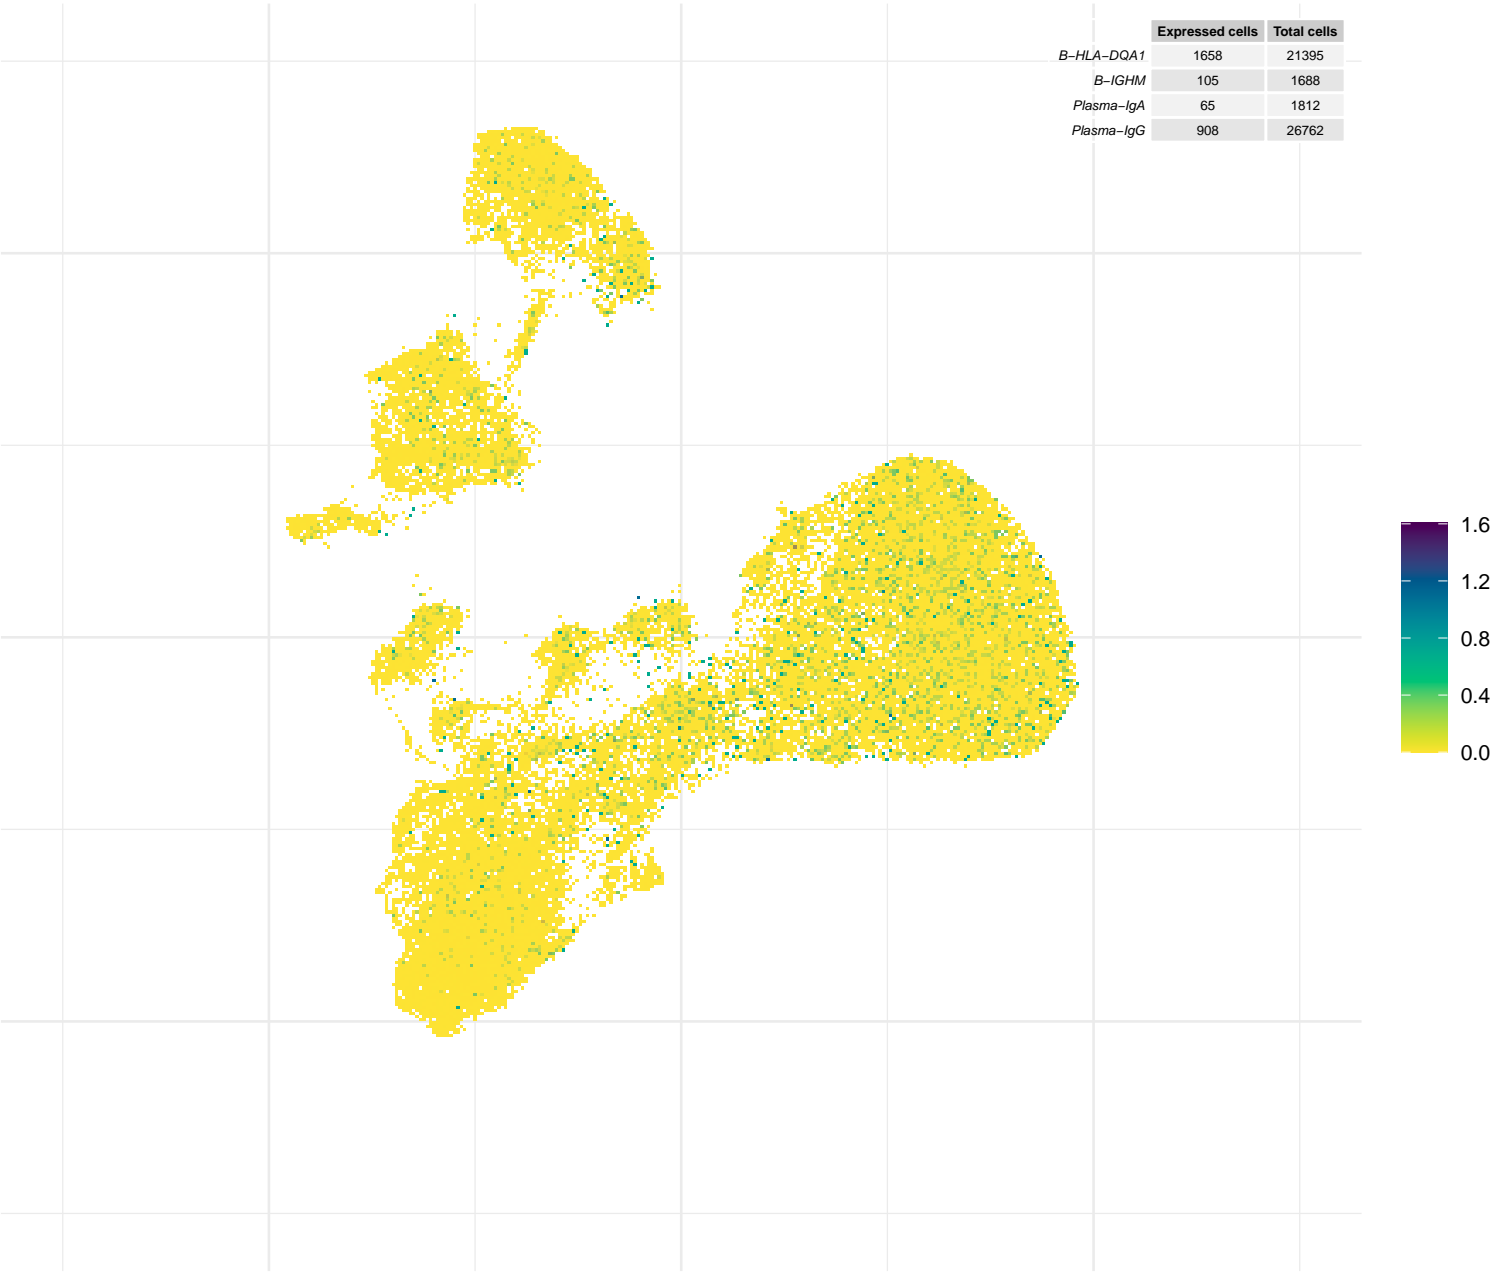 Expressed cells Total cells
B−HLA−DQA1 1658 21395
B−IGHM 105 1688
Plasma−IgA 65 1812
Plasma−IgG 908 26762
1.6
1.2
0.8
0.4
0.0